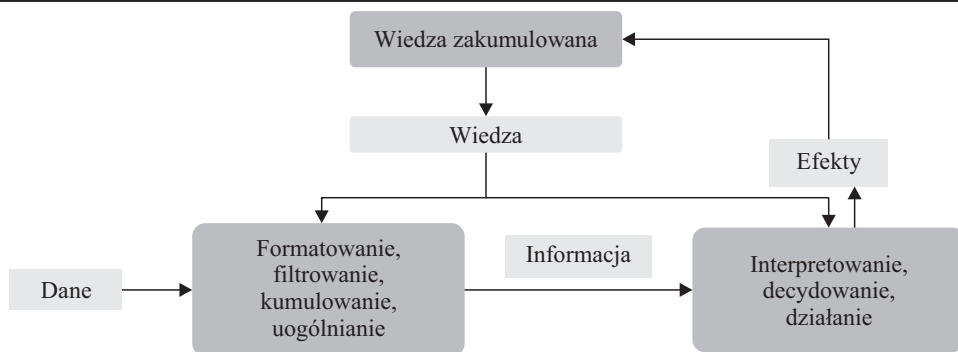 Wiedza zakumulowana
Wiedza
Efekty
Dane
Formatowanie,
filtrowanie,
kumulowanie,
uogólnianie
Informacja
Interpretowanie,
decydowanie,
działanie